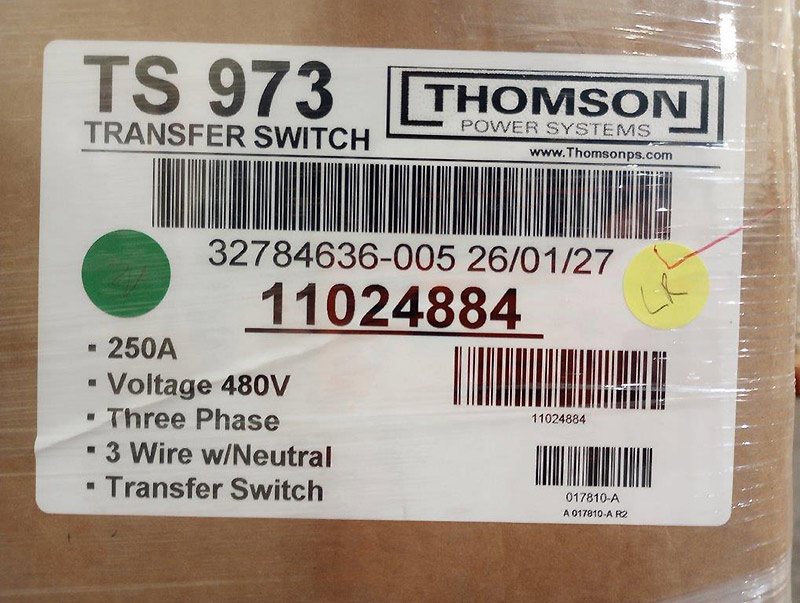 TS 973
TRANSFER SWITCH
THOMSON
POWER SYSTEMS
www.Thomsonps.com
32784636-005 26/01/27
11024884
LR
▪ 250A
▪ Voltage 480V
▪ Three Phase
▪ 3 Wire w/Neutral
▪ Transfer Switch
11024884
017810-A
A 017810-A R2